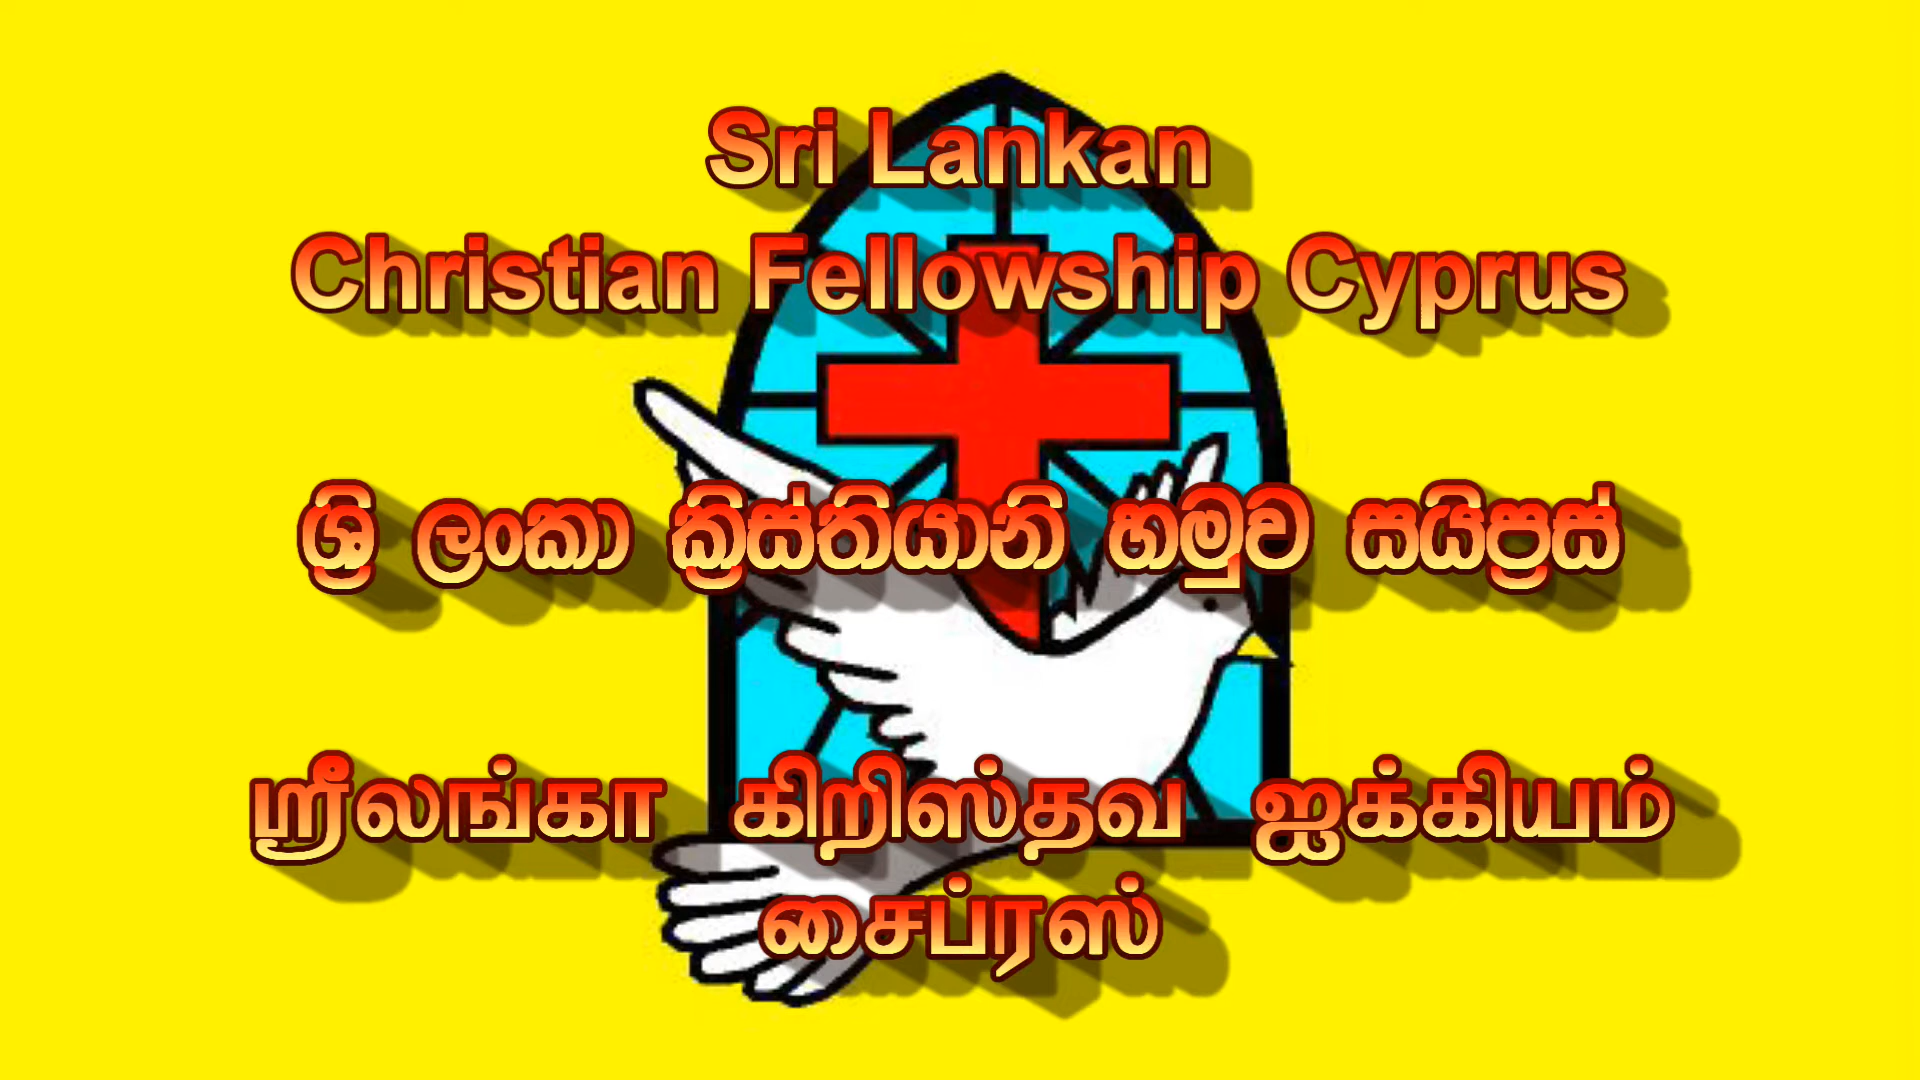 Sri Lankan
Christian Fellowship Cyprus
ශ්‍රි ලංකා ක්‍රිස්තියානි හමුව සයිප්‍රස්
ஸ்ரீலங்கா கிறிஸ்தவ ஐக்கியம்
சைப்ரஸ்